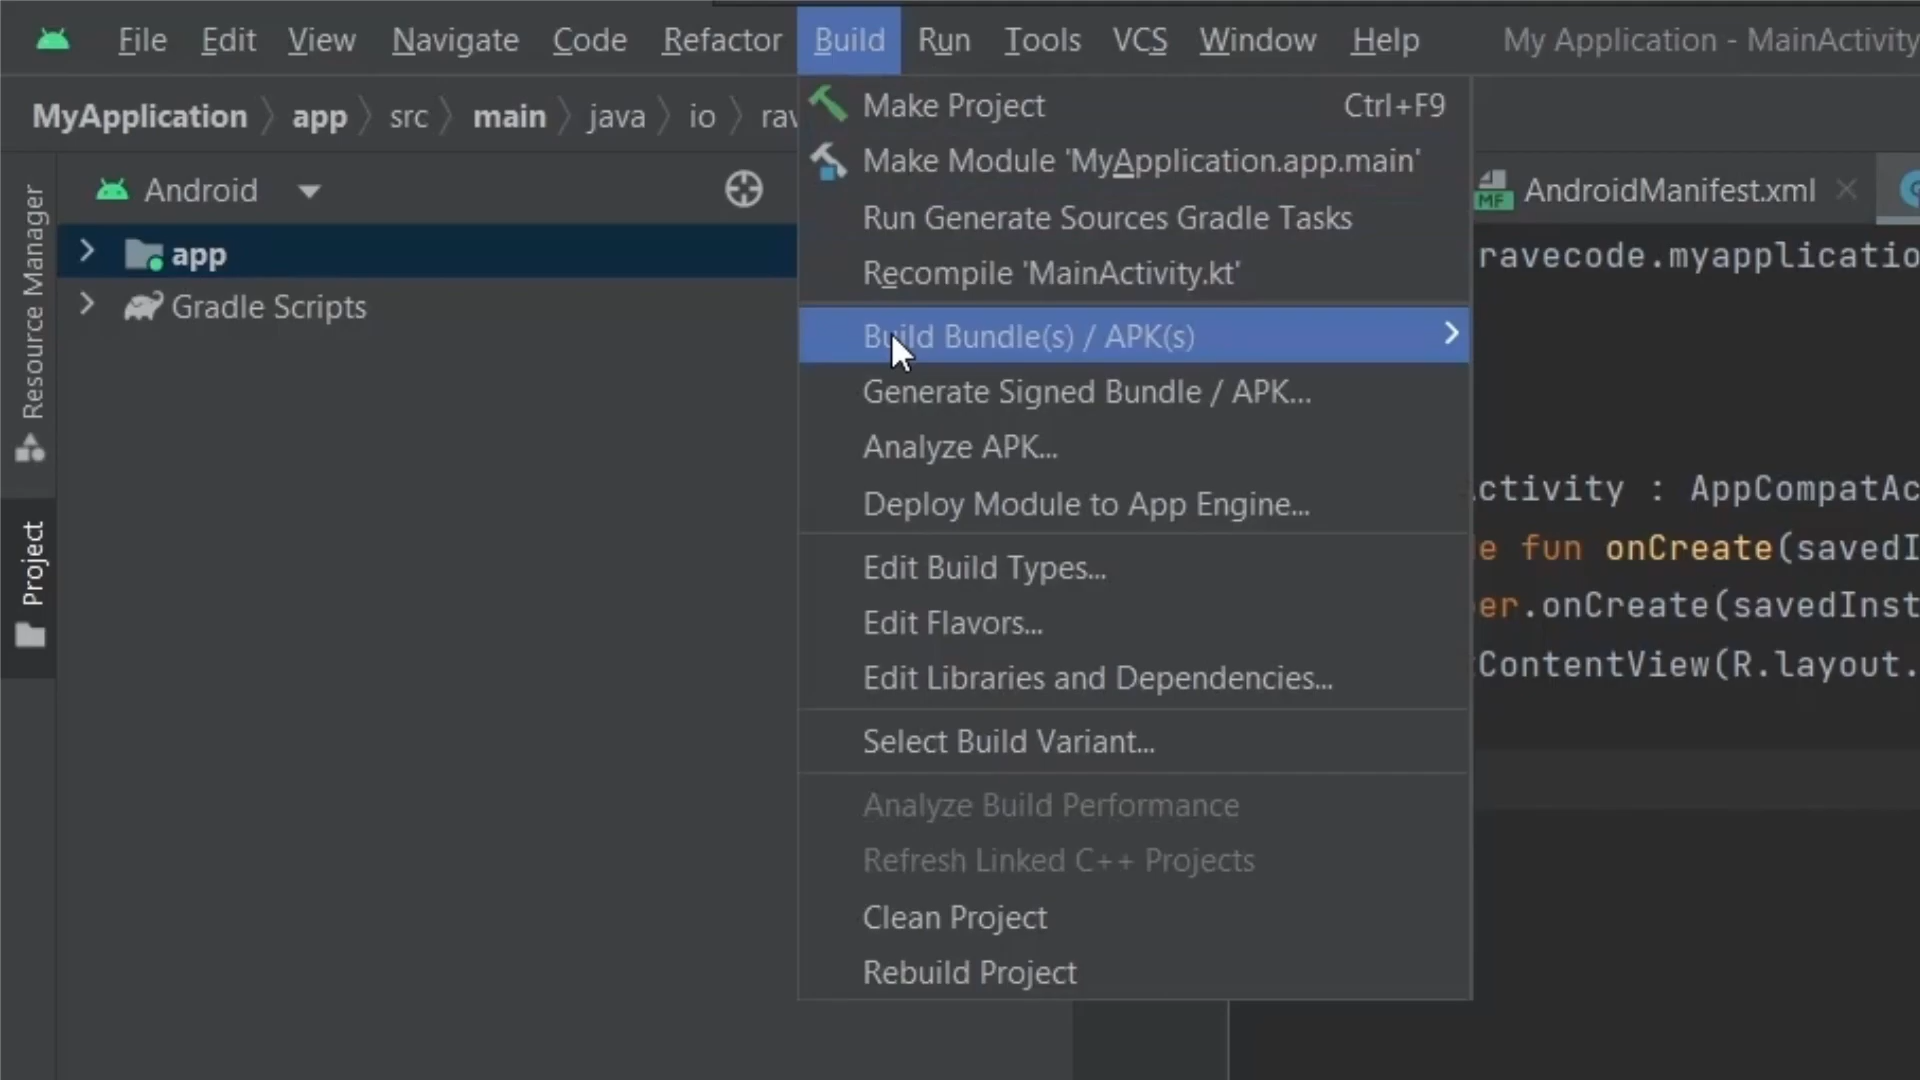 File Edit View Navigate Code Refactor Build Run Tools VCS Window Help My Application - MainActivity
MyApplication app src main java io rav
Make Project Ctrl+F9
Make Module 'MyApplication.app.main'
Run Generate Sources Gradle Tasks
Recompile 'MainActivity.kt'
Build Bundle(s) / APK(s)
Generate Signed Bundle / APK...
Analyze APK...
Deploy Module to App Engine...
Edit Build Types...
Edit Flavors...
Edit Libraries and Dependencies...
Select Build Variant...
Analyze Build Performance
Refresh Linked C++ Projects
Clean Project
Rebuild Project
Resource Manager
Project
Android
app
Gradle Scripts
MF AndroidManifest.xml
ravecode.myapplicatio
ctivity : AppCompatAc
e fun onCreate(savedI
er.onCreate(savedInst
ContentView(R.layout.